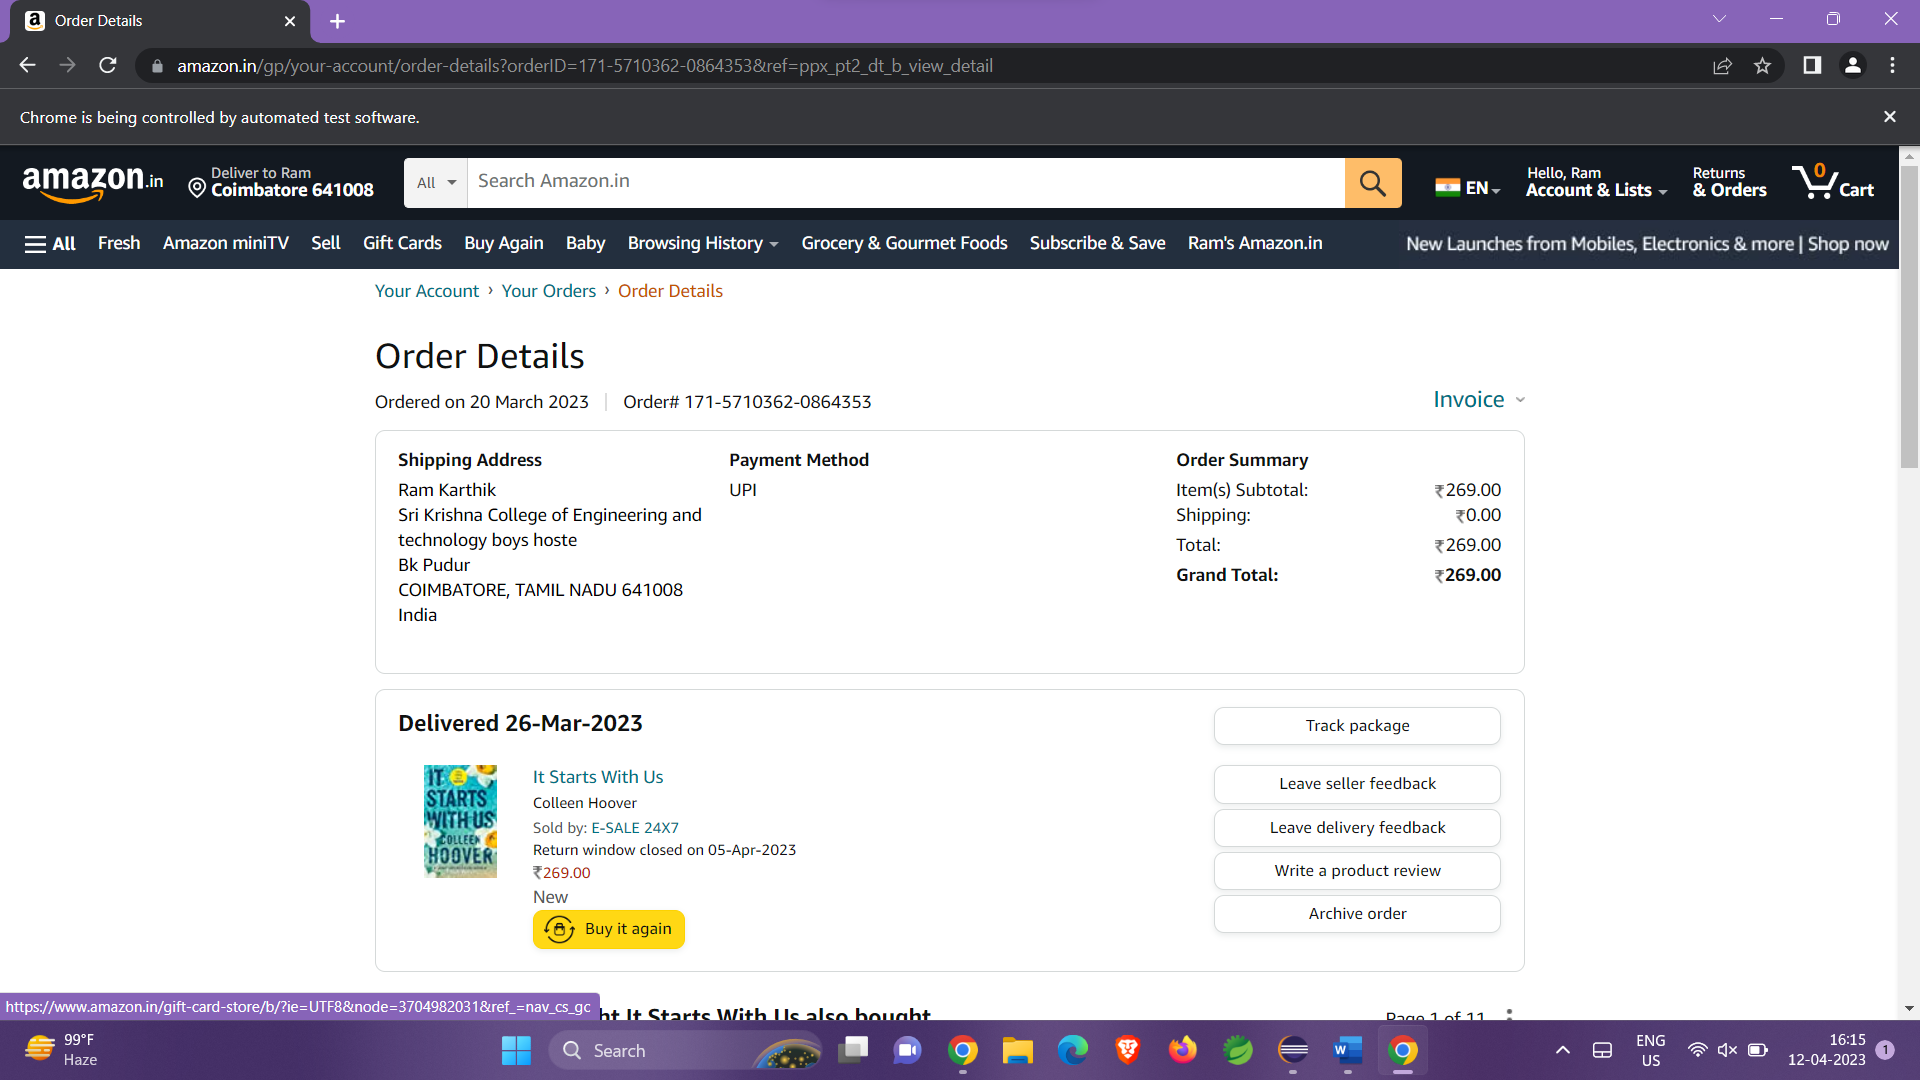 Order Details
amazon.in/gp/your-account/order-details?orderID=171-5710362-0864353&ref=ppx_pt2_dt_b_view_detail
Chrome is being controlled by automated test software.
amazon.in
Deliver to Ram
Coimbatore 641008
All
Search Amazon.in
EN
Hello, Ram
Account & Lists
Returns
& Orders
0
Cart
All
Fresh
Amazon miniTV
Sell
Gift Cards
Buy Again
Baby
Browsing History
Grocery & Gourmet Foods
Subscribe & Save
Ram's Amazon.in
New Launches from Mobiles, Electronics & more | Shop now
Your Account › Your Orders › Order Details
Order Details
Ordered on 20 March 2023 | Order# 171-5710362-0864353
Invoice
Shipping Address
Ram Karthik
Sri Krishna College of Engineering and
technology boys hoste
Bk Pudur
COIMBATORE, TAMIL NADU 641008
India
Payment Method
UPI
Order Summary
Item(s) Subtotal: ₹269.00
Shipping: ₹0.00
Total: ₹269.00
Grand Total: ₹269.00
Delivered 26-Mar-2023
IT
STARTS
WITH US
COLLEEN
HOOVER
It Starts With Us
Colleen Hoover
Sold by: E-SALE 24X7
Return window closed on 05-Apr-2023
₹269.00
New
Buy it again
Track package
Leave seller feedback
Leave delivery feedback
Write a product review
Archive order
https://www.amazon.in/gift-card-store/b/?ie=UTF8&node=3704982031&ref_=nav_cs_gc
ht It Starts With Us also bought
Page 1 of 11
99°F
Haze
Search
ENG
US
16:15
12-04-2023
1